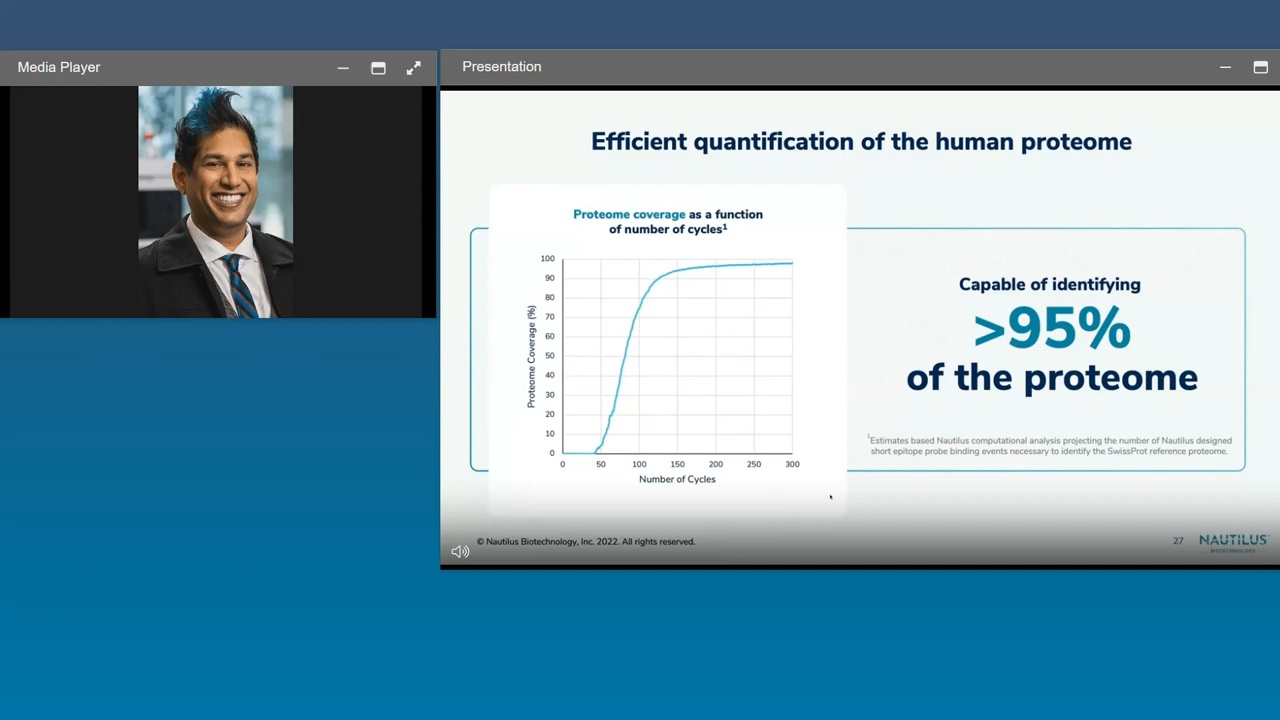 Media Player
Presentation
Efficient quantification of the human proteome
Proteome coverage as a function
of number of cycles1
100
90
80
70
60
50
40
30
20
10
0
Proteome Coverage (%)
0 50 100 150 200 250 300
Number of Cycles
Capable of identifying
>95%
of the proteome
1Estimates based Nautilus computational analysis projecting the number of Nautilus designed
short epitope probe binding events necessary to identify the SwissProt reference proteome.
© Nautilus Biotechnology, Inc. 2022. All rights reserved.
27
NAUTILUS
BIOTECHNOLOGY